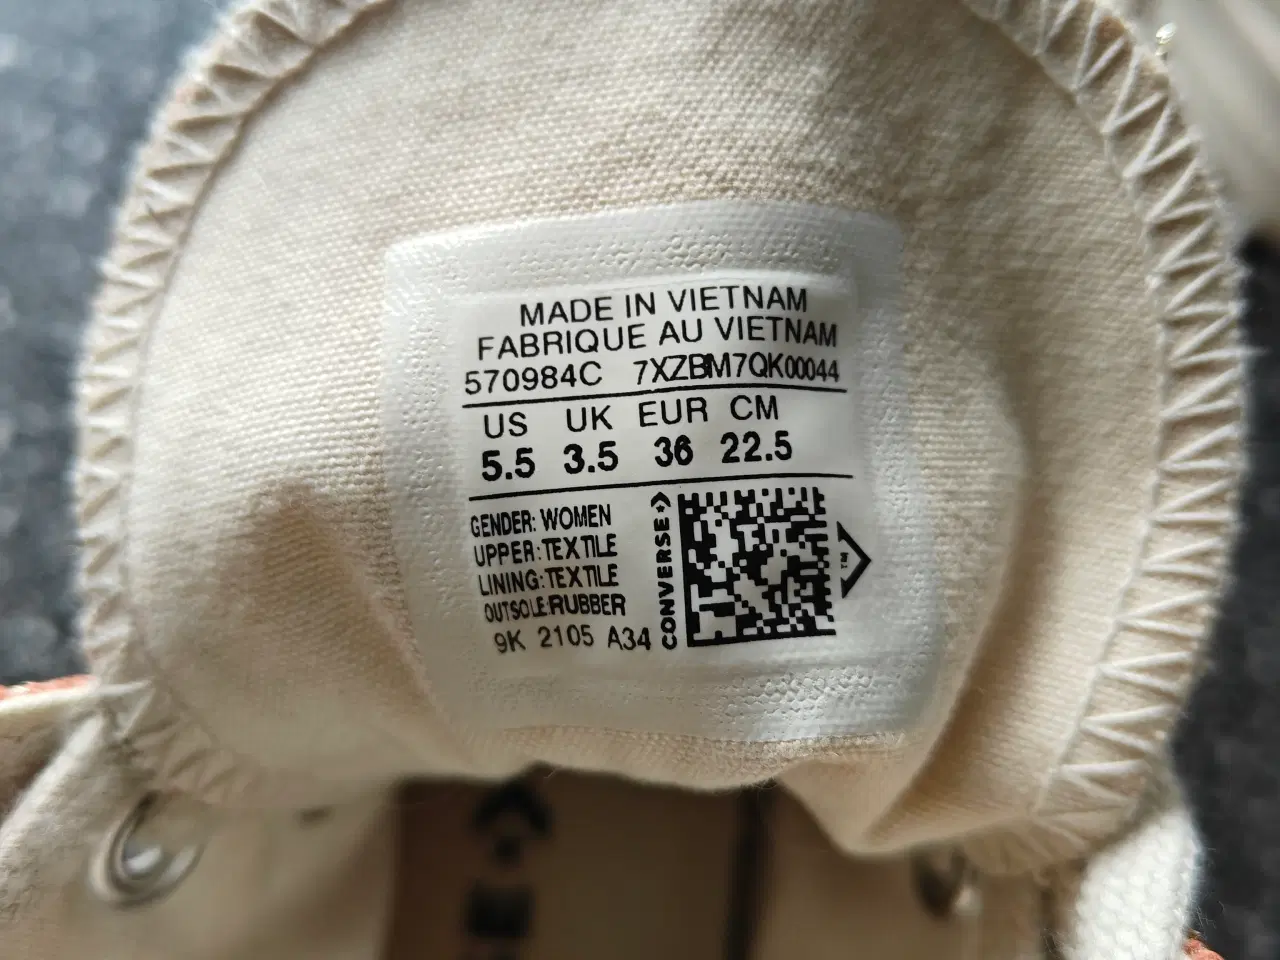 MADE IN VIETNAM
FABRIQUE AU VIETNAM
570984C 7XZBM7QK00044
US UK EUR CM
5.5 3.5 36 22.5
GENDER: WOMEN
UPPER:TEXTILE
LINING:TEXTILE
OUTSOLE:RUBBER
9K 2105 A34
CONVERSE
TM